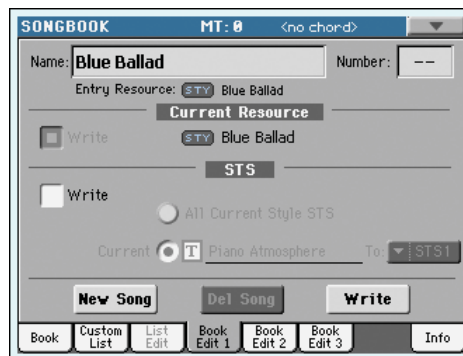 SONGBOOK MT:0 <no chord>
Name: Blue Ballad Number: --
Entry Resource: STY Blue Ballad
Current Resource
Write STY Blue Ballad
STS
Write
All Current Style STS
Current T Piano Atmosphere To: STS1
New Song Del Song Write
Book Custom List List Edit Book Edit 1 Book Edit 2 Book Edit 3 Info